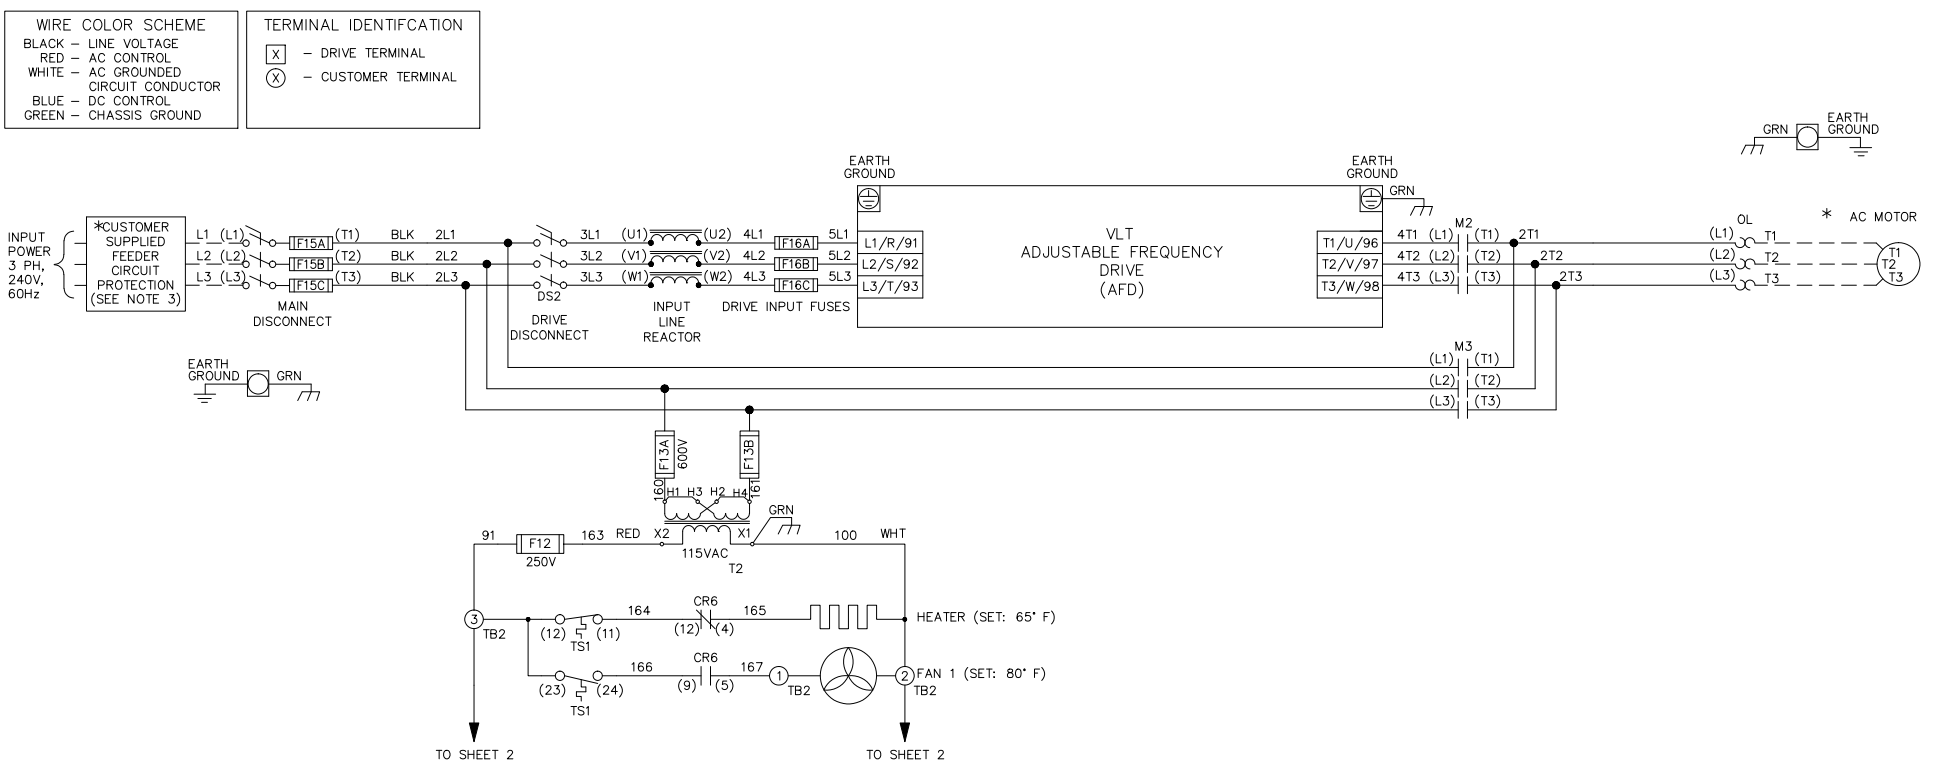 WIRE COLOR SCHEME
BLACK – LINE VOLTAGE
RED – AC CONTROL
WHITE – AC GROUNDED
CIRCUIT CONDUCTOR
BLUE – DC CONTROL
GREEN – CHASSIS GROUND
TERMINAL IDENTIFCATION
X – DRIVE TERMINAL
X – CUSTOMER TERMINAL
GRN
EARTH
GROUND
INPUT
POWER
3 PH,
240V,
60Hz
*CUSTOMER
SUPPLIED
FEEDER
CIRCUIT
PROTECTION
(SEE NOTE 3)
L1 (L1) F15A (T1) BLK 2L1
L2 (L2) F15B (T2) BLK 2L2
L3 (L3) F15C (T3) BLK 2L3
MAIN
DISCONNECT
DS2
DRIVE
DISCONNECT
3L1 (U1) (U2) 4L1 F16A 5L1
3L2 (V1) (V2) 4L2 F16B 5L2
3L3 (W1) (W2) 4L3 F16C 5L3
INPUT
LINE
REACTOR
DRIVE INPUT FUSES
EARTH
GROUND
L1/R/91
L2/S/92
L3/T/93
VLT
ADJUSTABLE FREQUENCY
DRIVE
(AFD)
EARTH
GROUND
GRN
T1/U/96
T2/V/97
T3/W/98
M2
4T1 (L1) (T1) 2T1
4T2 (L2) (T2) 2T2
4T3 (L3) (T3) 2T3
OL
(L1) T1
(L2) T2
(L3) T3
* AC MOTOR
T1
T2
T3
M3
(L1) (T1)
(L2) (T2)
(L3) (T3)
EARTH
GROUND
GRN
F13A
600V
F13B
160
161
H1 H3 H2 H4
GRN
91 F12 163 RED X2 X1 100 WHT
250V
115VAC
T2
3
TB2
(12) (11)
TS1
164
CR6
(12) (4)
165
HEATER (SET: 65° F)
(23) (24)
TS1
166
CR6
(9) (5)
167
1
TB2
2
TB2
FAN 1 (SET: 80° F)
TO SHEET 2
TO SHEET 2